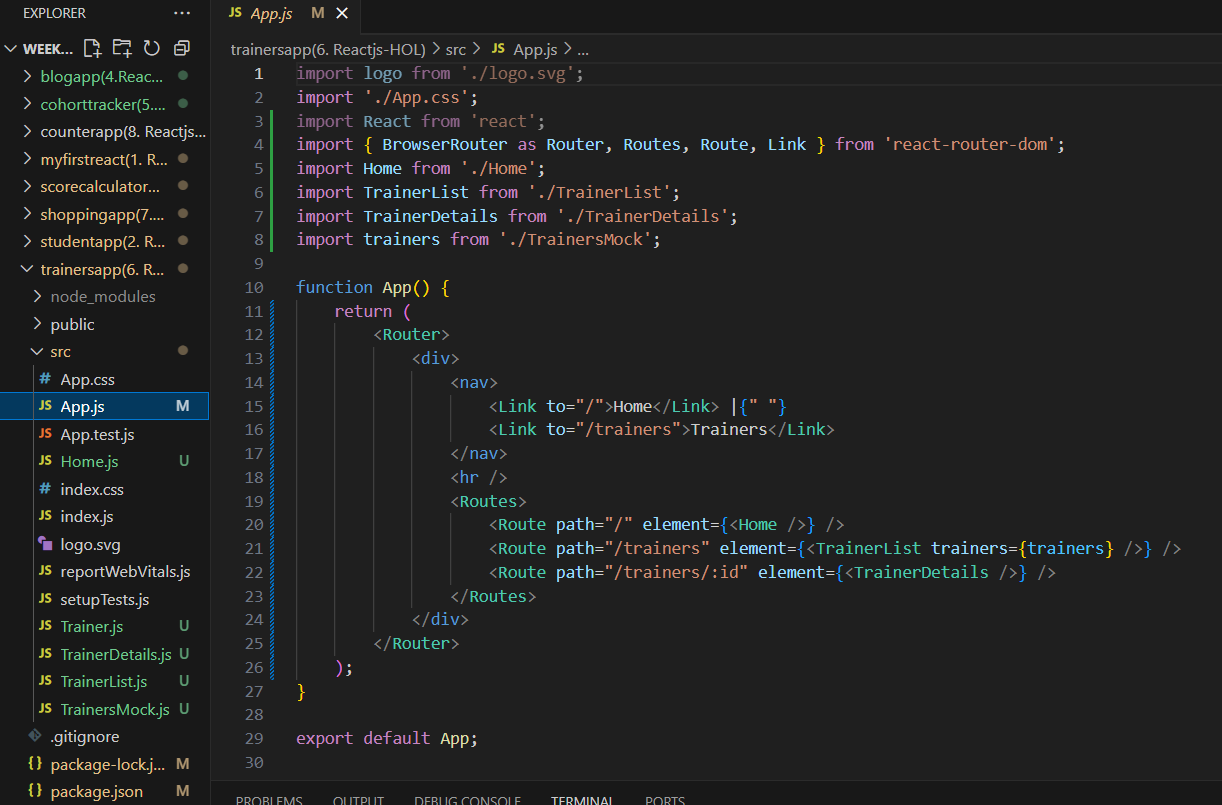 EXPLORER ...
WEEK...
blogapp(4.Reac...
cohorttracker(5....
counterapp(8. Reactjs...
myfirstreact(1. R...
scorecalculator...
shoppingapp(7....
studentapp(2. R...
trainersapp(6. R...
node_modules
public
src
# App.css
JS App.js M
JS App.test.js
JS Home.js U
# index.css
JS index.js
logo.svg
JS reportWebVitals.js
JS setupTests.js
JS Trainer.js U
JS TrainerDetails.js U
JS TrainerList.js U
JS TrainersMock.js U
.gitignore
{} package-lock.j... M
{} package.json M
JS App.js M
trainersapp(6. Reactjs-HOL) > src > JS App.js > ...
1 import logo from './logo.svg';
2 import './App.css';
3 import React from 'react';
4 import { BrowserRouter as Router, Routes, Route, Link } from 'react-router-dom';
5 import Home from './Home';
6 import TrainerList from './TrainerList';
7 import TrainerDetails from './TrainerDetails';
8 import trainers from './TrainersMock';
9
10 function App() {
11     return (
12         <Router>
13             <div>
14                 <nav>
15                     <Link to="/">Home</Link> |{" "}
16                     <Link to="/trainers">Trainers</Link>
17                 </nav>
18                 <hr />
19                 <Routes>
20                     <Route path="/" element={<Home />} />
21                     <Route path="/trainers" element={<TrainerList trainers={trainers} />} />
22                     <Route path="/trainers/:id" element={<TrainerDetails />} />
23                 </Routes>
24             </div>
25         </Router>
26     );
27 }
28
29 export default App;
30
PROBLEMS OUTPUT DEBUG CONSOLE TERMINAL PORTS